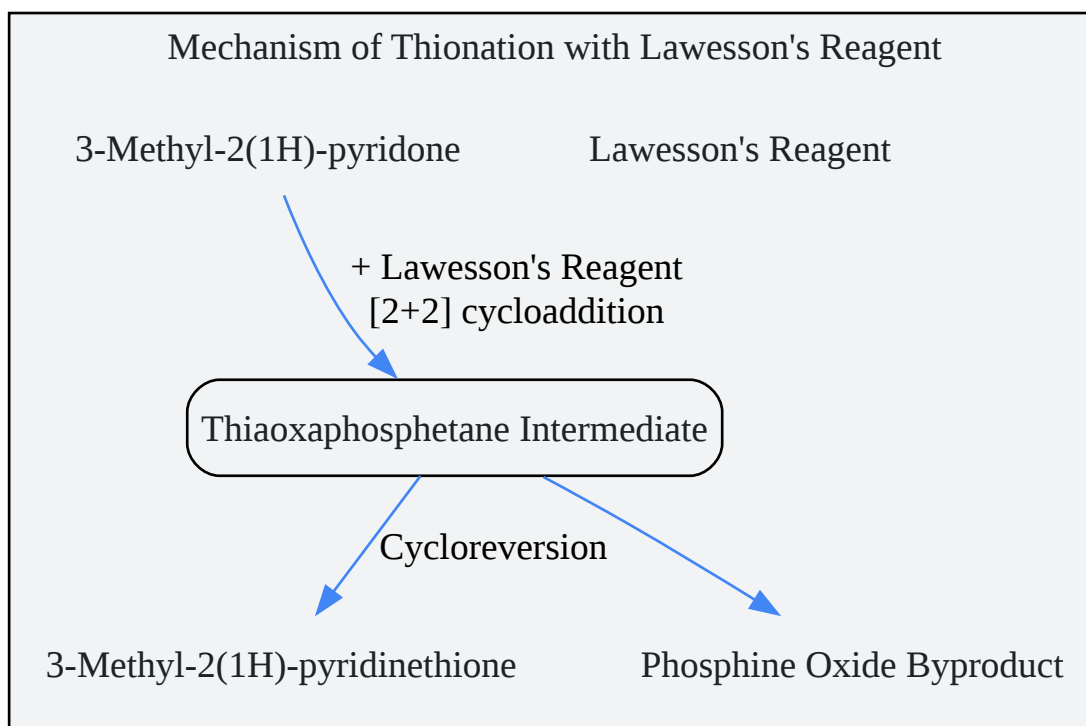 Mechanism of Thionation with Lawesson's Reagent
3-Methyl-2(1H)-pyridone
Lawesson's Reagent
+ Lawesson's Reagent
[2+2] cycloaddition
Thiaoxaphosphetane Intermediate
Cycloreversion
3-Methyl-2(1H)-pyridinethione
Phosphine Oxide Byproduct